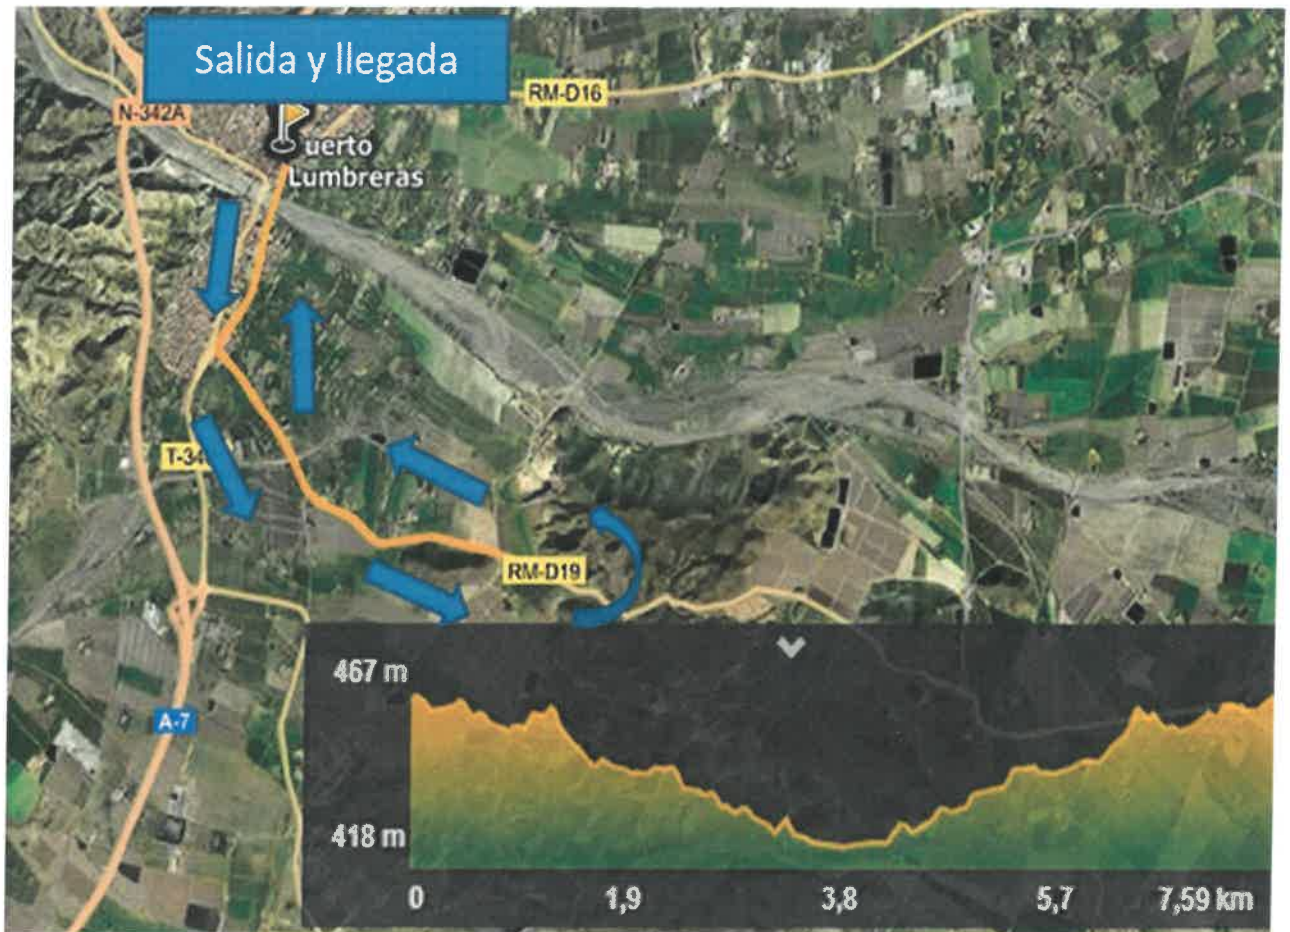 Salida y llegada
RM-D16
N-342A
uerto
Lumbreras
T-34
RM-D19
A-7
467 m
418 m
0 1,9 3,8 5,7 7,59 km